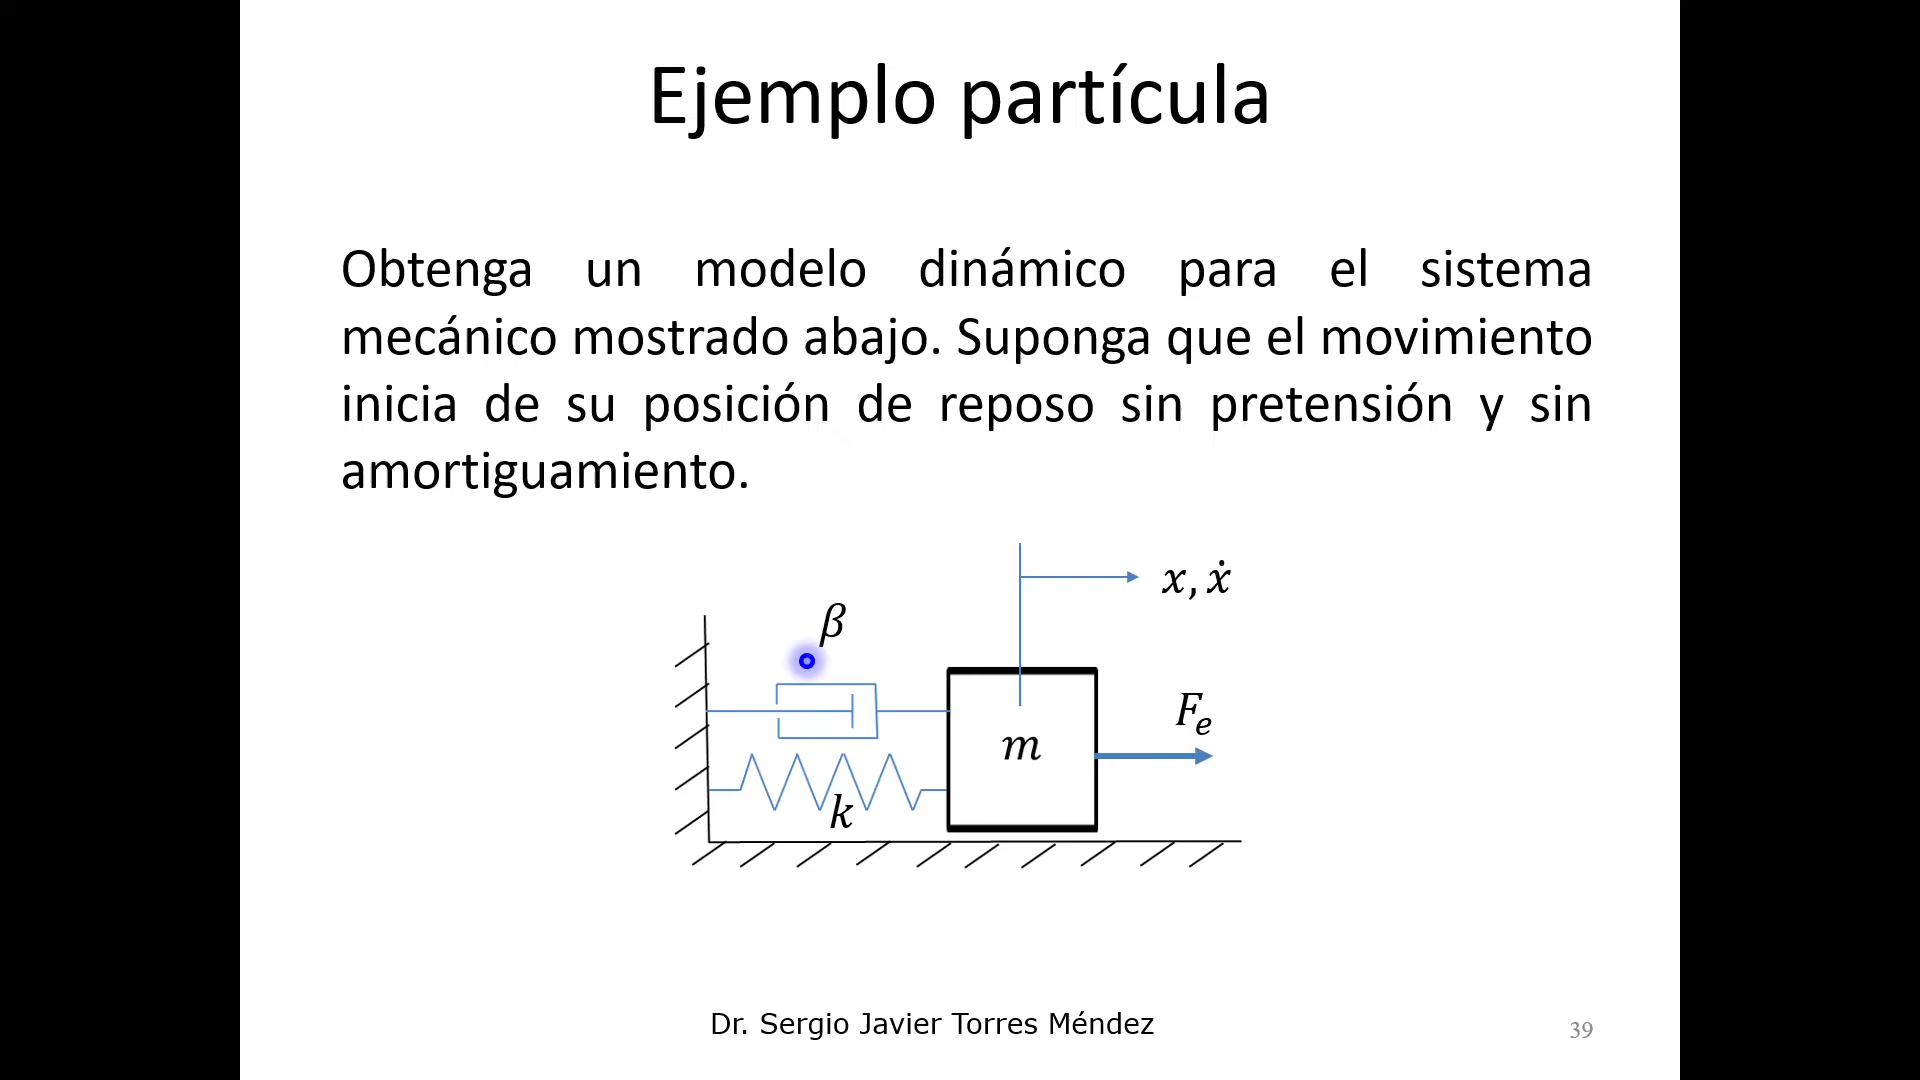 Ejemplo partícula
Obtenga un modelo dinámico para el sistema
mecánico mostrado abajo. Suponga que el movimiento
inicia de su posición de reposo sin pretensión y sin
amortiguamiento.
x, ẋ
β
Fₑ
m
k
Dr. Sergio Javier Torres Méndez
39